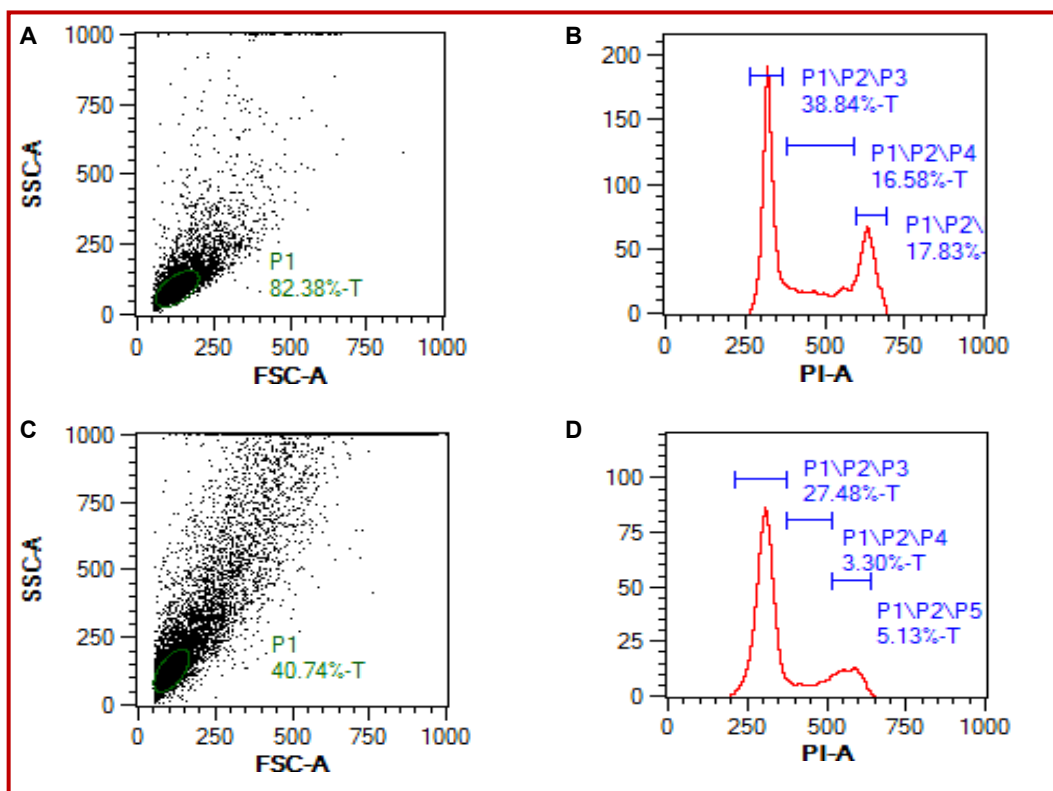 A
1000
750
500
250
0
SSC-A
P1
82.38%-T
0 250 500 750 1000
FSC-A
B
200
150
100
50
0
P1\P2\P3
38.84%-T
P1\P2\P4
16.58%-T
P1\P2\
17.83%-
0 250 500 750 1000
PI-A
C
1000
750
500
250
0
SSC-A
P1
40.74%-T
0 250 500 750 1000
FSC-A
D
100
75
50
25
0
P1\P2\P3
27.48%-T
P1\P2\P4
3.30%-T
P1\P2\P5
5.13%-T
0 250 500 750 1000
PI-A